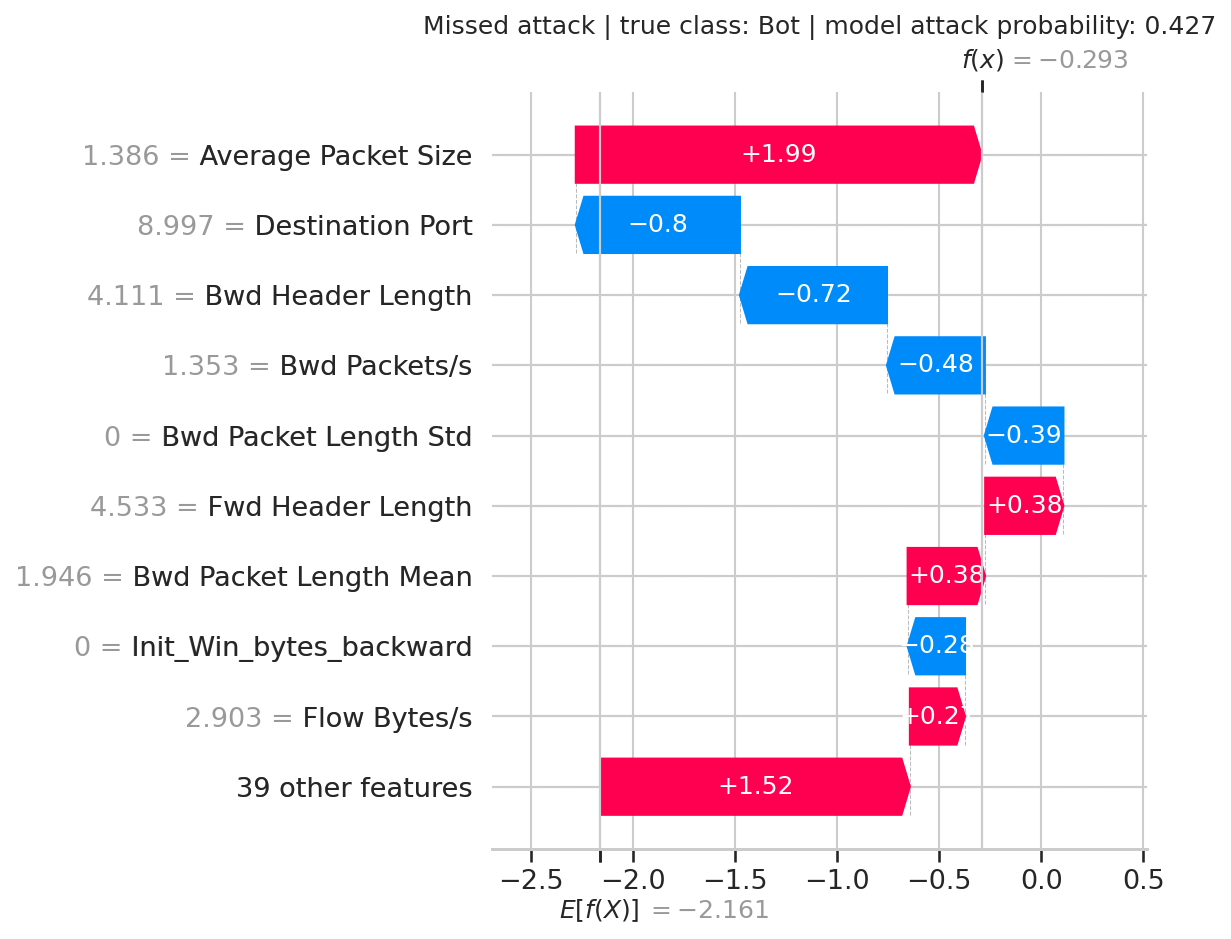 Missed attack | true class: Bot | model attack probability: 0.427
f(x) = −0.293
1.386 = Average Packet Size
+1.99
8.997 = Destination Port
−0.8
4.111 = Bwd Header Length
−0.72
1.353 = Bwd Packets/s
−0.48
0 = Bwd Packet Length Std
−0.39
4.533 = Fwd Header Length
+0.38
1.946 = Bwd Packet Length Mean
+0.38
0 = Init_Win_bytes_backward
−0.28
2.903 = Flow Bytes/s
+0.27
39 other features
+1.52
−2.5 −2.0 −1.5 −1.0 −0.5 0.0 0.5
E[f(X)] = −2.161